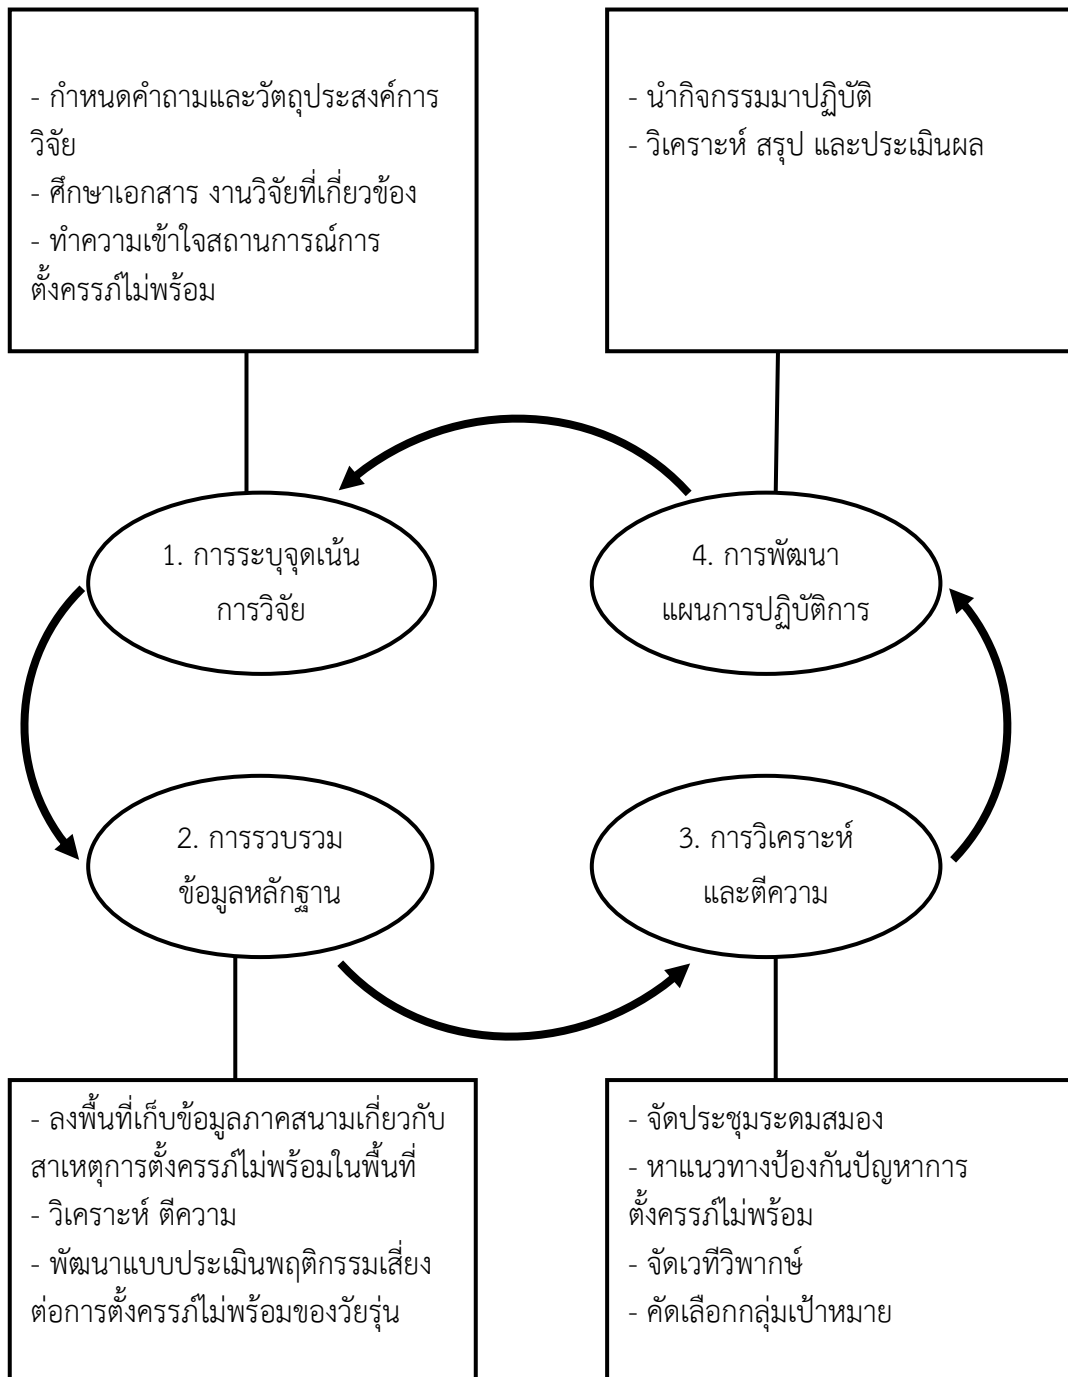 - กำหนดคำถามและวัตถุประสงค์การ
วิจัย
- ศึกษาเอกสาร งานวิจัยที่เกี่ยวข้อง
- ทำความเข้าใจสถานการณ์การ
ตั้งครรภ์ไม่พร้อม
- นำกิจกรรมมาปฏิบัติ
- วิเคราะห์ สรุป และประเมินผล
1. การระบุจุดเน้น
การวิจัย
4. การพัฒนา
แผนการปฏิบัติการ
2. การรวบรวม
ข้อมูลหลักฐาน
3. การวิเคราะห์
และตีความ
- ลงพื้นที่เก็บข้อมูลภาคสนามเกี่ยวกับ
สาเหตุการตั้งครรภ์ไม่พร้อมในพื้นที่
- วิเคราะห์ ตีความ
- พัฒนาแบบประเมินพฤติกรรมเสี่ยง
ต่อการตั้งครรภ์ไม่พร้อมของวัยรุ่น
- จัดประชุมระดมสมอง
- หาแนวทางป้องกันปัญหาการ
ตั้งครรภ์ไม่พร้อม
- จัดเวทีวิพากษ์
- คัดเลือกกลุ่มเป้าหมาย